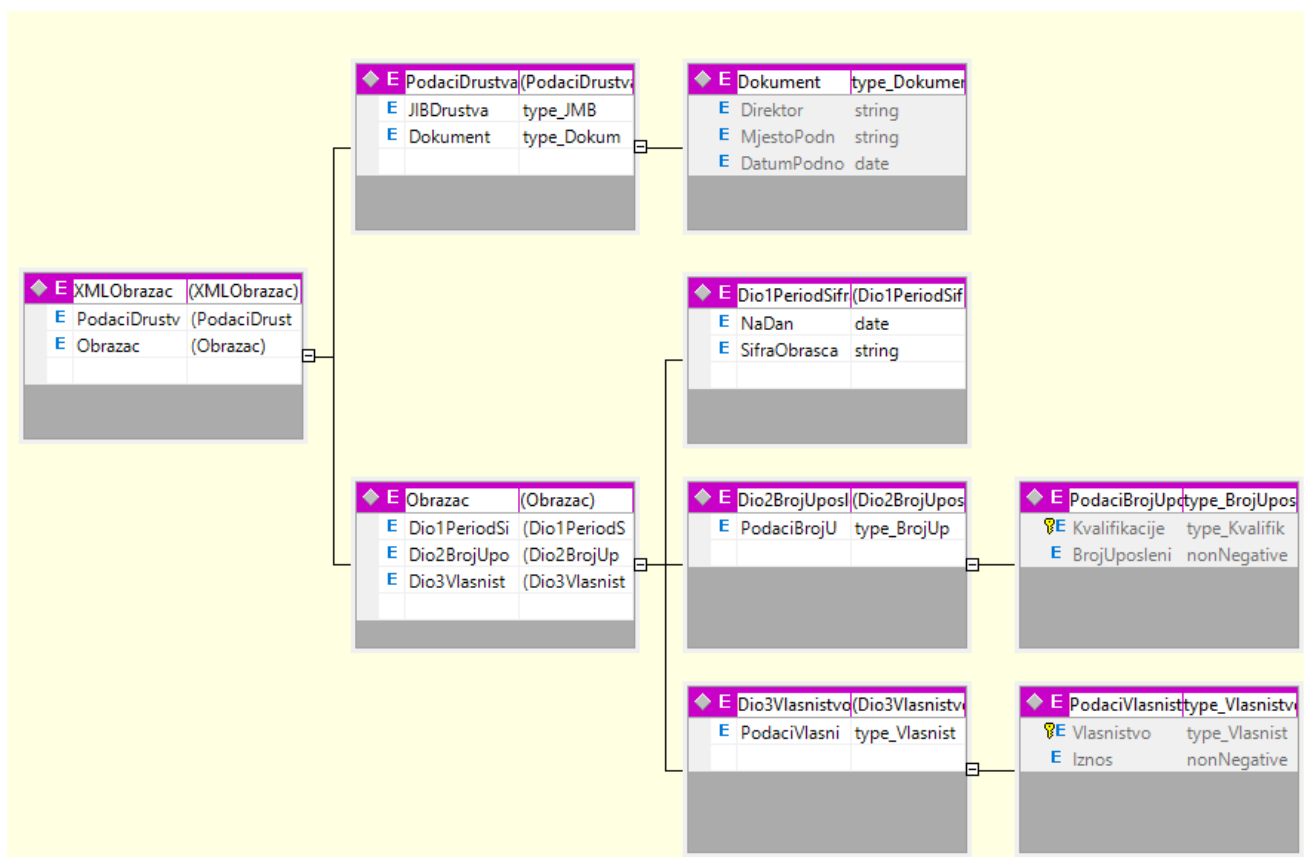 E PodaciDrustva (PodaciDrustva
E JIBDrustva type_JMB
E Dokument type_Dokum
E Dokument type_Dokumen
E Direktor string
E MjestoPodn string
E DatumPodno date
E XMLObrazac (XMLObrazac)
E PodaciDrustv (PodaciDrust
E Obrazac (Obrazac)
E Dio1PeriodSifr (Dio1PeriodSif
E NaDan date
E SifraObrasca string
E Obrazac (Obrazac)
E Dio1PeriodSi (Dio1PeriodS
E Dio2BrojUpo (Dio2BrojUp
E Dio3Vlasnist (Dio3Vlasnist
E Dio2BrojUposl (Dio2BrojUpos
E PodaciBrojU type_BrojUp
E PodaciBrojUpo type_BrojUpos
E Kvalifikacije type_Kvalifik
E BrojUposleni nonNegative
E Dio3Vlasnistvo (Dio3Vlasnistv
E PodaciVlasni type_Vlasnist
E PodaciVlasnist type_Vlasnistv
E Vlasnistvo type_Vlasnist
E Iznos nonNegative